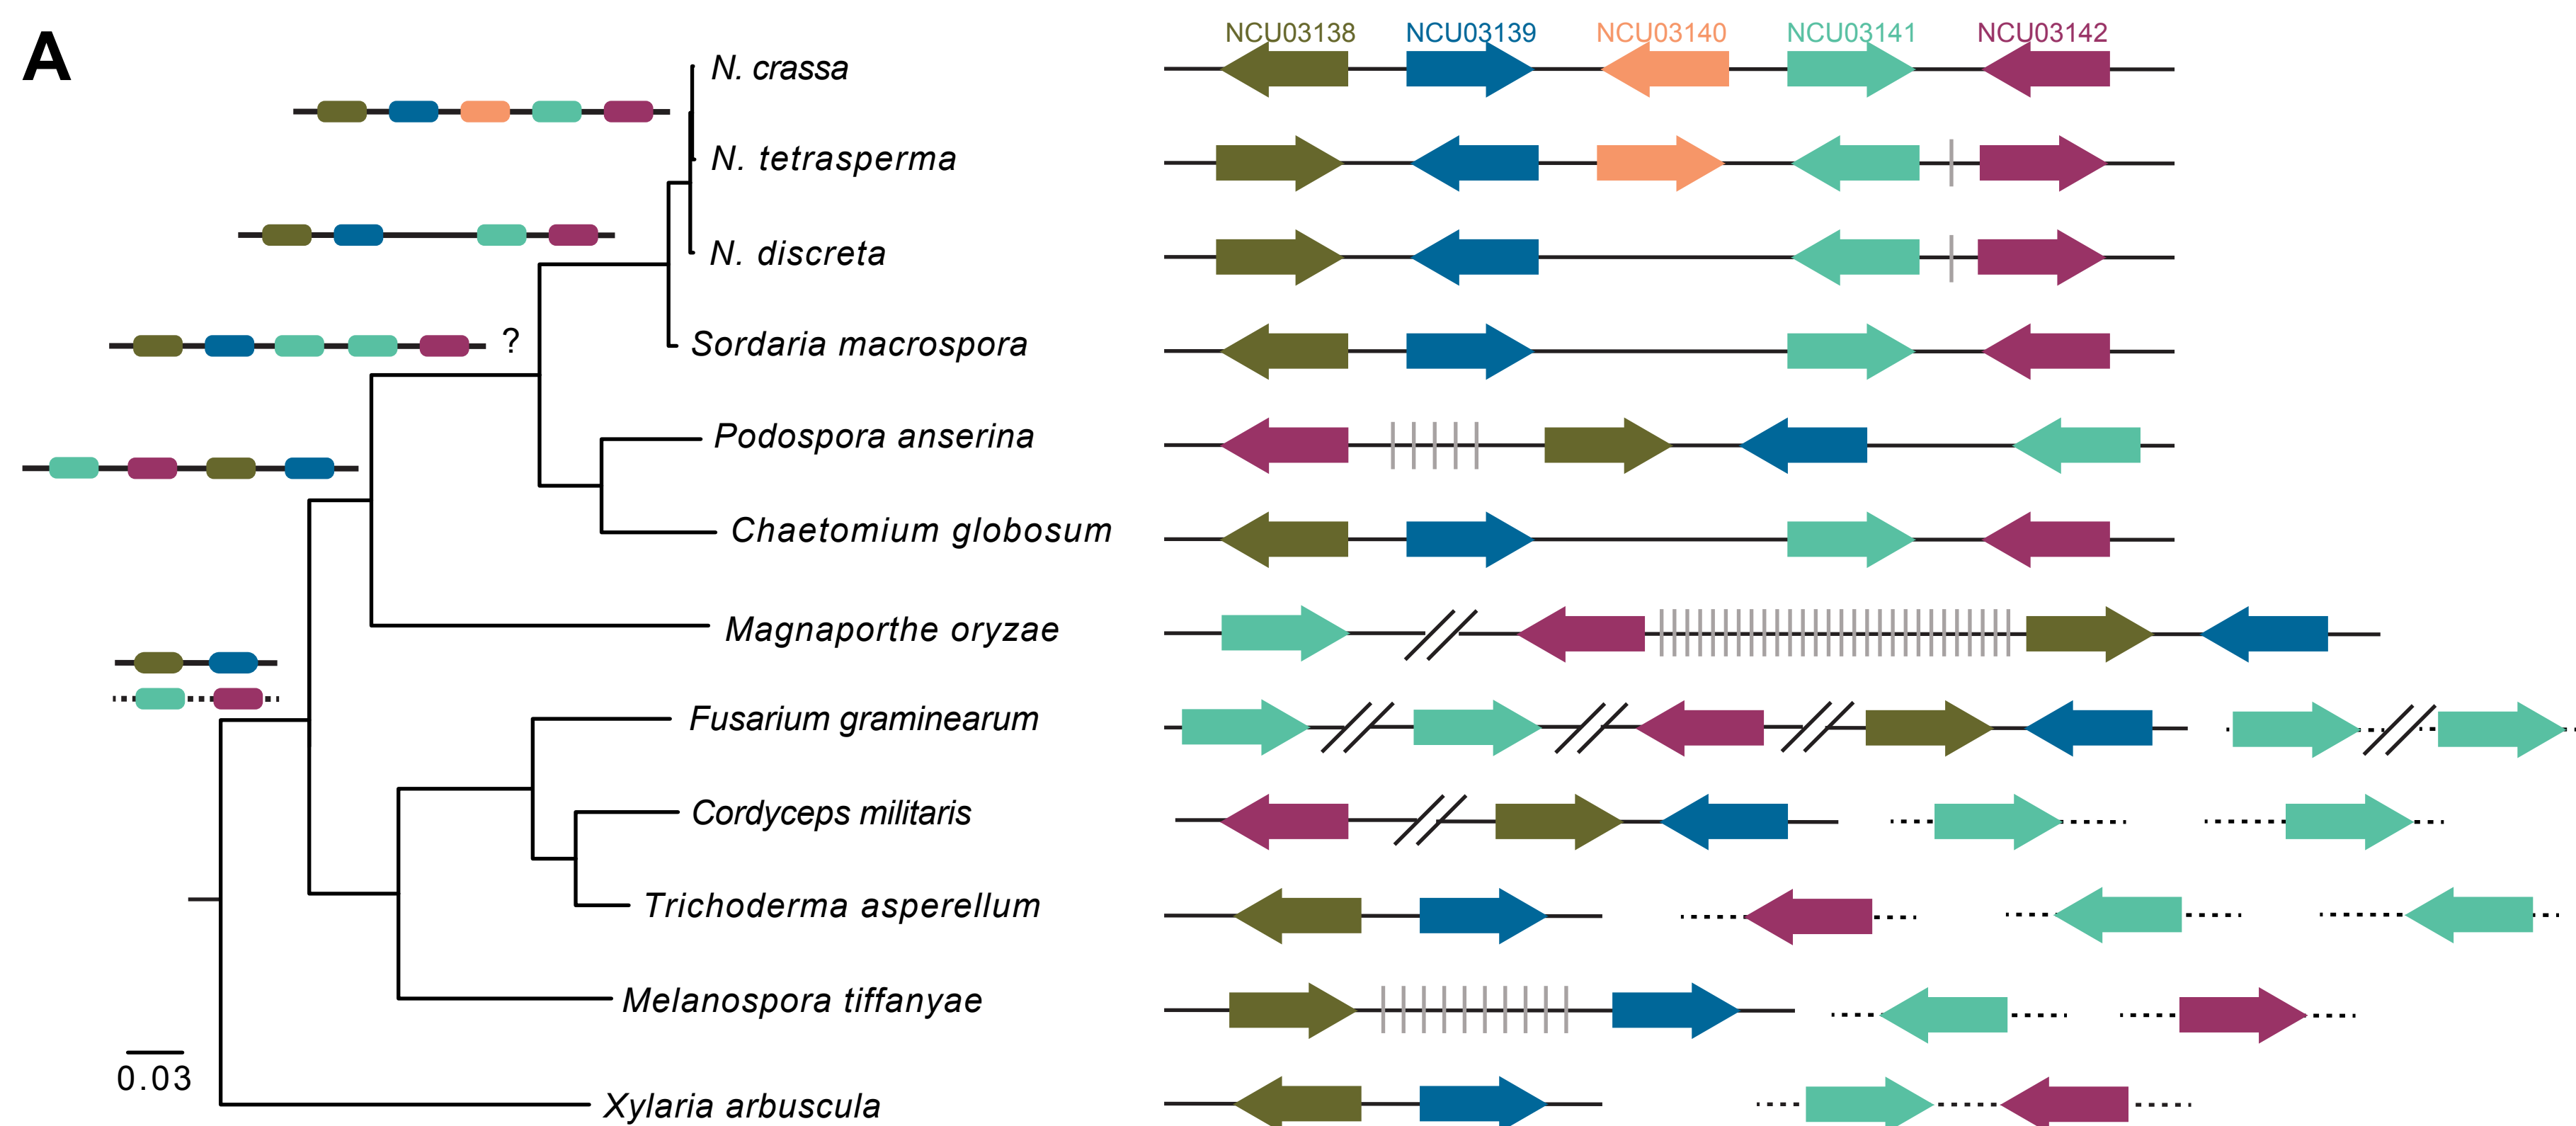 A
NCU03138 NCU03139 NCU03140 NCU03141 NCU03142
N. crassa
N. tetrasperma
N. discreta
?
Sordaria macrospora
Podospora anserina
Chaetomium globosum
Magnaporthe oryzae
Fusarium graminearum
Cordyceps militaris
Trichoderma asperellum
Melanospora tiffanyae
0.03
Xylaria arbuscula